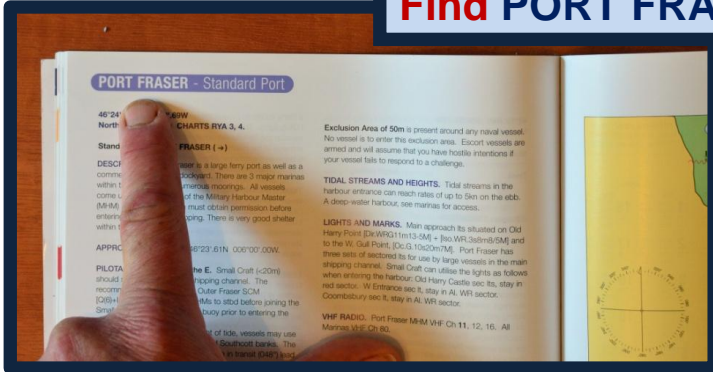 Find PORT FRA
PORT FRASER - Standard Port
46°24' .69W
North CHARTS RYA 3, 4.
Stand FRASER (→)
DESCR aser is a large ferry port as well as a
comme dockyard. There are 3 major marinas
within t umerous moorings. All vessels
come u of the Military Harbour Master
(MHM) must obtain permission before
entering pping. There is very good shelter
within t
APPRO 46°23'.61N 006°00'.00W.
PILOTA he E. Small Craft (<20m)
should hipping channel. The
recomm Outer Fraser SCM
HMs to stbd before joining the
Small buoy prior to entering the
t of tide, vessels may use
Southcott banks. The
in transit (048°) lead
Exclusion Area of 50m is present around any naval vessel.
No vessel is to enter this exclusion area. Escort vessels are
armed and will assume that you have hostile intentions if
your vessel fails to respond to a challenge.
TIDAL STREAMS AND HEIGHTS. Tidal streams in the
harbour entrance can reach rates of up to 5kn on the ebb.
A deep-water harbour, see marinas for access.
LIGHTS AND MARKS. Main approach lts situated on Old
Harry Point [Dir.WRG11m13-5M] + [Iso.WR.3s8m8/5M] and
to the W. Gull Point, [Oc.G.10s20m7M]. Port Fraser has
three sets of sectored lts for use by large vessels in the main
shipping channel. Small Craft can utilise the lights as follows
when entering the harbour: Old Harry Castle sec lts, stay in
red sector. W Entrance sec lt, stay in Al. WR sector.
Coombsbury sec lt, stay in Al. WR sector.
VHF RADIO. Port Fraser MHM VHF Ch 11, 12, 16. All
Marinas VHF Ch 80.